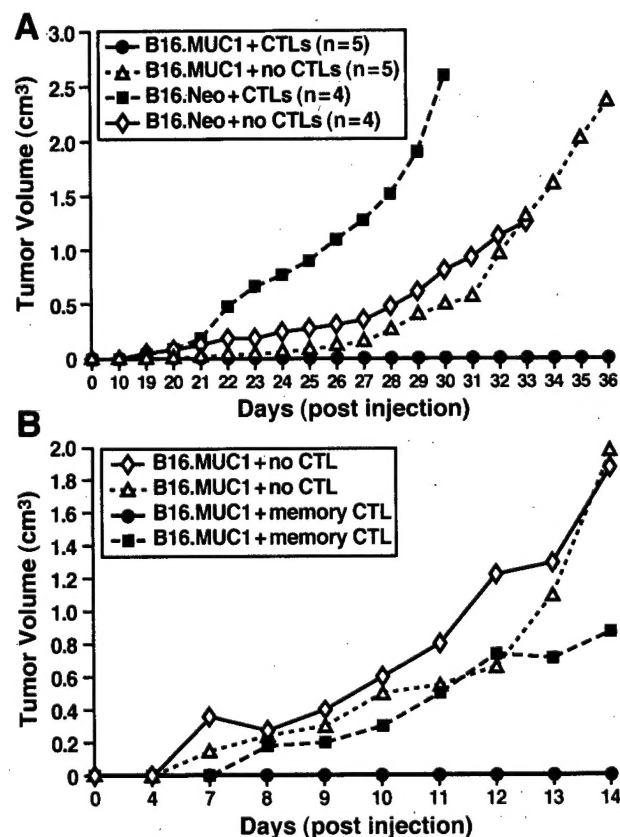 A
B16.MUC1+CTLs (n=5)
B16.MUC1+no CTLs (n=5)
B16.Neo+CTLs (n=4)
B16.Neo+no CTLs (n=4)
Tumor Volume (cm³)
3.0
2.5
2.0
1.5
1.0
0.5
0
0 10 19 20 21 22 23 24 25 26 27 28 29 30 31 32 33 34 35 36
Days (post injection)
B
B16.MUC1+no CTL
B16.MUC1+no CTL
B16.MUC1+memory CTL
B16.MUC1+memory CTL
Tumor Volume (cm³)
2.0
1.8
1.6
1.4
1.2
1.0
0.8
0.6
0.4
0.2
0
0 4 7 8 9 10 11 12 13 14
Days (post injection)